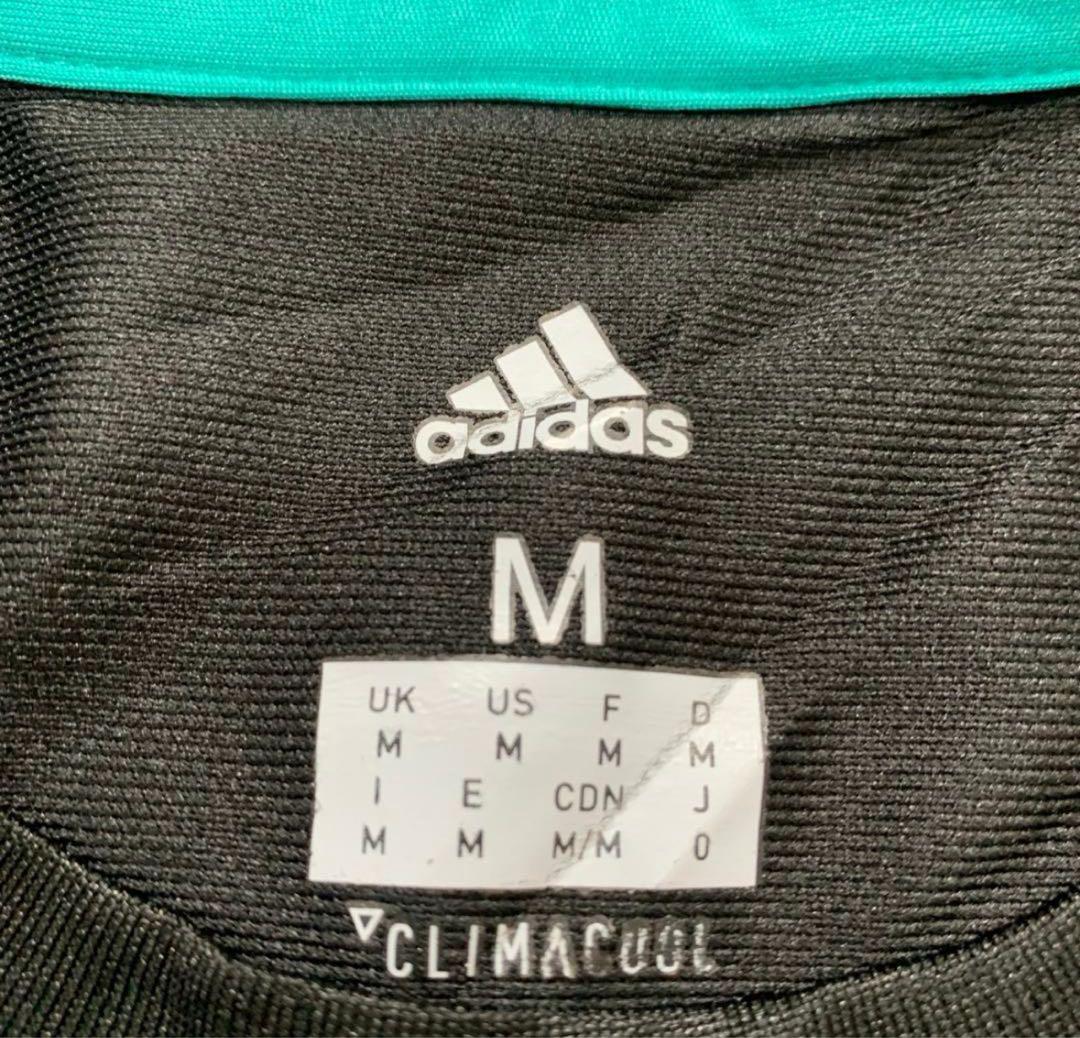 adidas
M
UK US F D
M M M M
I E CDN J
M M M/M O
CLIMACOOL